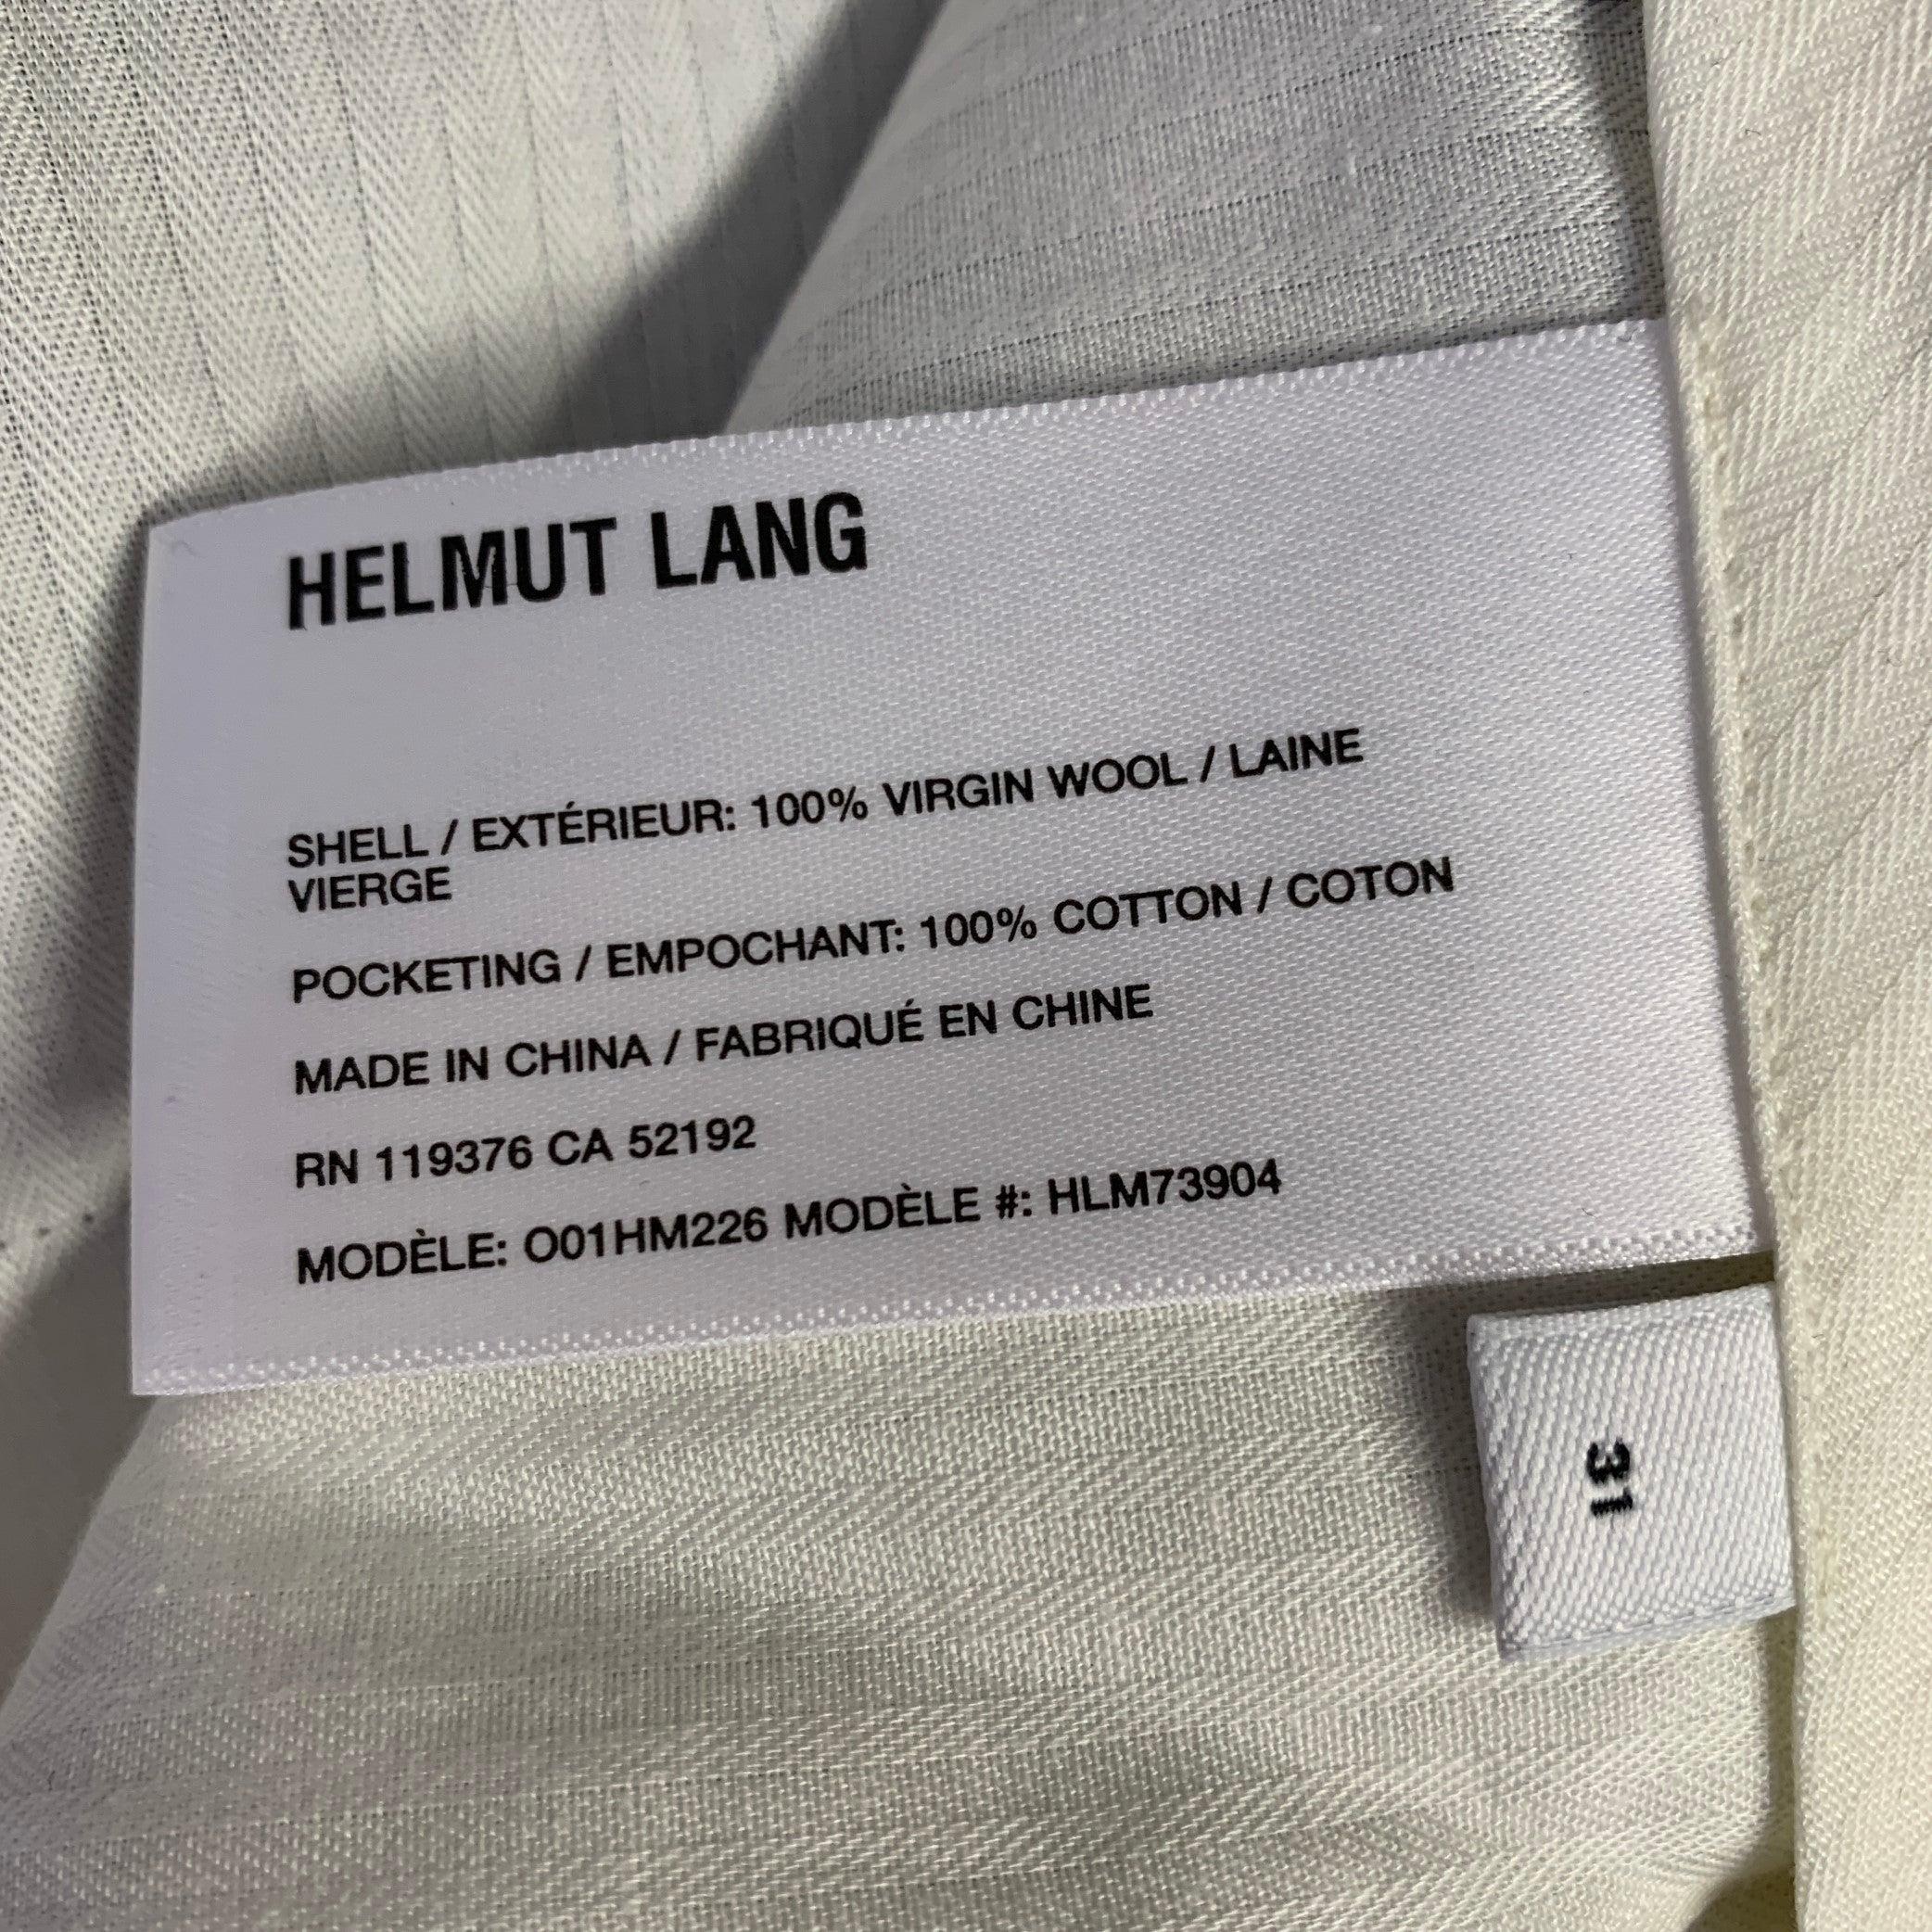 HELMUT LANG
SHELL / EXTÉRIEUR: 100% VIRGIN WOOL / LAINE
VIERGE
POCKETING / EMPOCHANT: 100% COTTON / COTON
MADE IN CHINA / FABRIQUÉ EN CHINE
RN 119376 CA 52192
MODÈLE: O01HM226 MODÈLE #: HLM73904
31